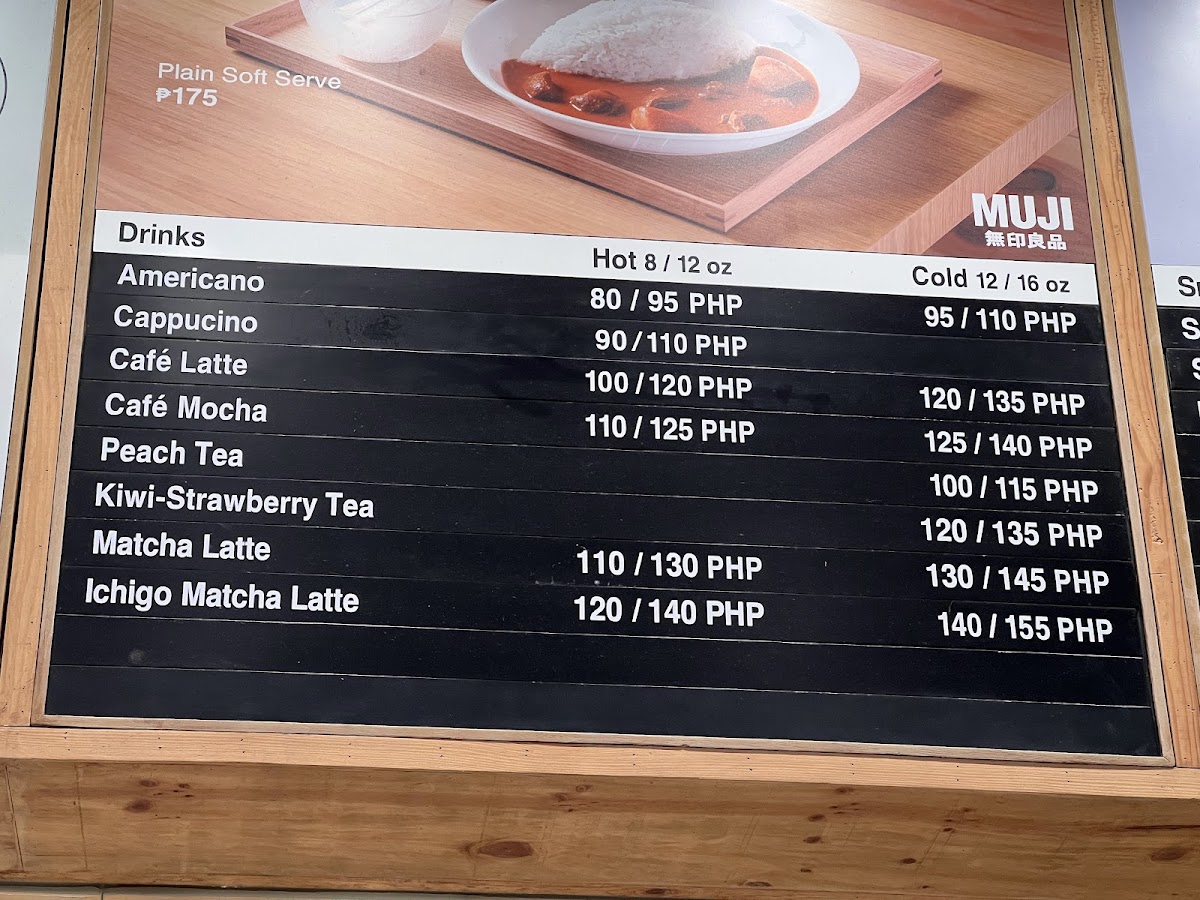 Plain Soft Serve
₱175
MUJI
無印良品
Drinks Hot 8 / 12 oz Cold 12 / 16 oz
Americano 80 / 95 PHP 95 / 110 PHP
Cappucino 90 / 110 PHP
Café Latte 100 / 120 PHP 120 / 135 PHP
Café Mocha 110 / 125 PHP 125 / 140 PHP
Peach Tea 100 / 115 PHP
Kiwi-Strawberry Tea 120 / 135 PHP
Matcha Latte 110 / 130 PHP 130 / 145 PHP
Ichigo Matcha Latte 120 / 140 PHP 140 / 155 PHP